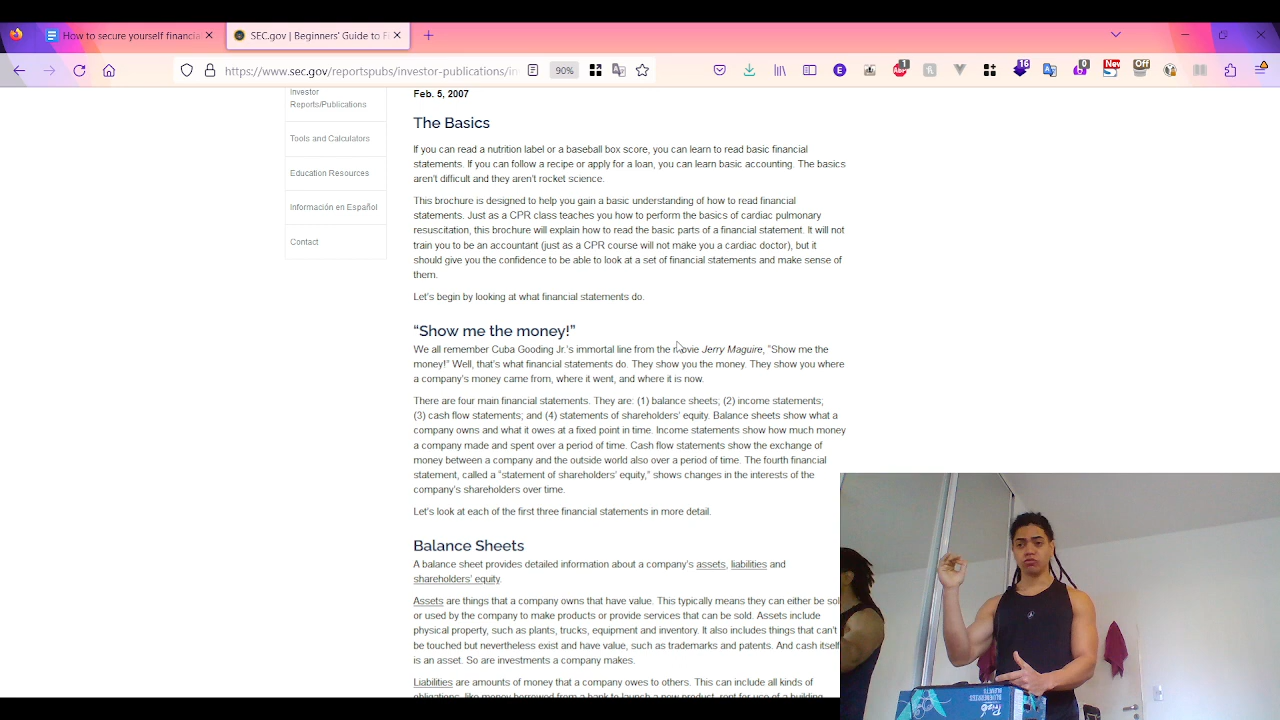 How to secure yourself financia
SEC.gov | Beginners' Guide to Fi
https://www.sec.gov/reportspubs/investor-publications/in
90%
1
16
0
New
Off
Investor
Reports/Publications
Tools and Calculators
Education Resources
Información en Español
Contact
Feb. 5, 2007
The Basics
If you can read a nutrition label or a baseball box score, you can learn to read basic financial
statements. If you can follow a recipe or apply for a loan, you can learn basic accounting. The basics
aren't difficult and they aren't rocket science.
This brochure is designed to help you gain a basic understanding of how to read financial
statements. Just as a CPR class teaches you how to perform the basics of cardiac pulmonary
resuscitation, this brochure will explain how to read the basic parts of a financial statement. It will not
train you to be an accountant (just as a CPR course will not make you a cardiac doctor), but it
should give you the confidence to be able to look at a set of financial statements and make sense of
them.
Let's begin by looking at what financial statements do.
“Show me the money!”
We all remember Cuba Gooding Jr.'s immortal line from the movie Jerry Maguire, “Show me the
money!” Well, that's what financial statements do. They show you the money. They show you where
a company's money came from, where it went, and where it is now.
There are four main financial statements. They are: (1) balance sheets; (2) income statements;
(3) cash flow statements; and (4) statements of shareholders' equity. Balance sheets show what a
company owns and what it owes at a fixed point in time. Income statements show how much money
a company made and spent over a period of time. Cash flow statements show the exchange of
money between a company and the outside world also over a period of time. The fourth financial
statement, called a “statement of shareholders' equity,” shows changes in the interests of the
company's shareholders over time.
Let's look at each of the first three financial statements in more detail.
Balance Sheets
A balance sheet provides detailed information about a company's assets, liabilities and
shareholders' equity.
Assets are things that a company owns that have value. This typically means they can either be sol
or used by the company to make products or provide services that can be sold. Assets include
physical property, such as plants, trucks, equipment and inventory. It also includes things that can't
be touched but nevertheless exist and have value, such as trademarks and patents. And cash itself
is an asset. So are investments a company makes.
Liabilities are amounts of money that a company owes to others. This can include all kinds of
obligations, like money borrowed from a bank to launch a new product, rent for use of a building,